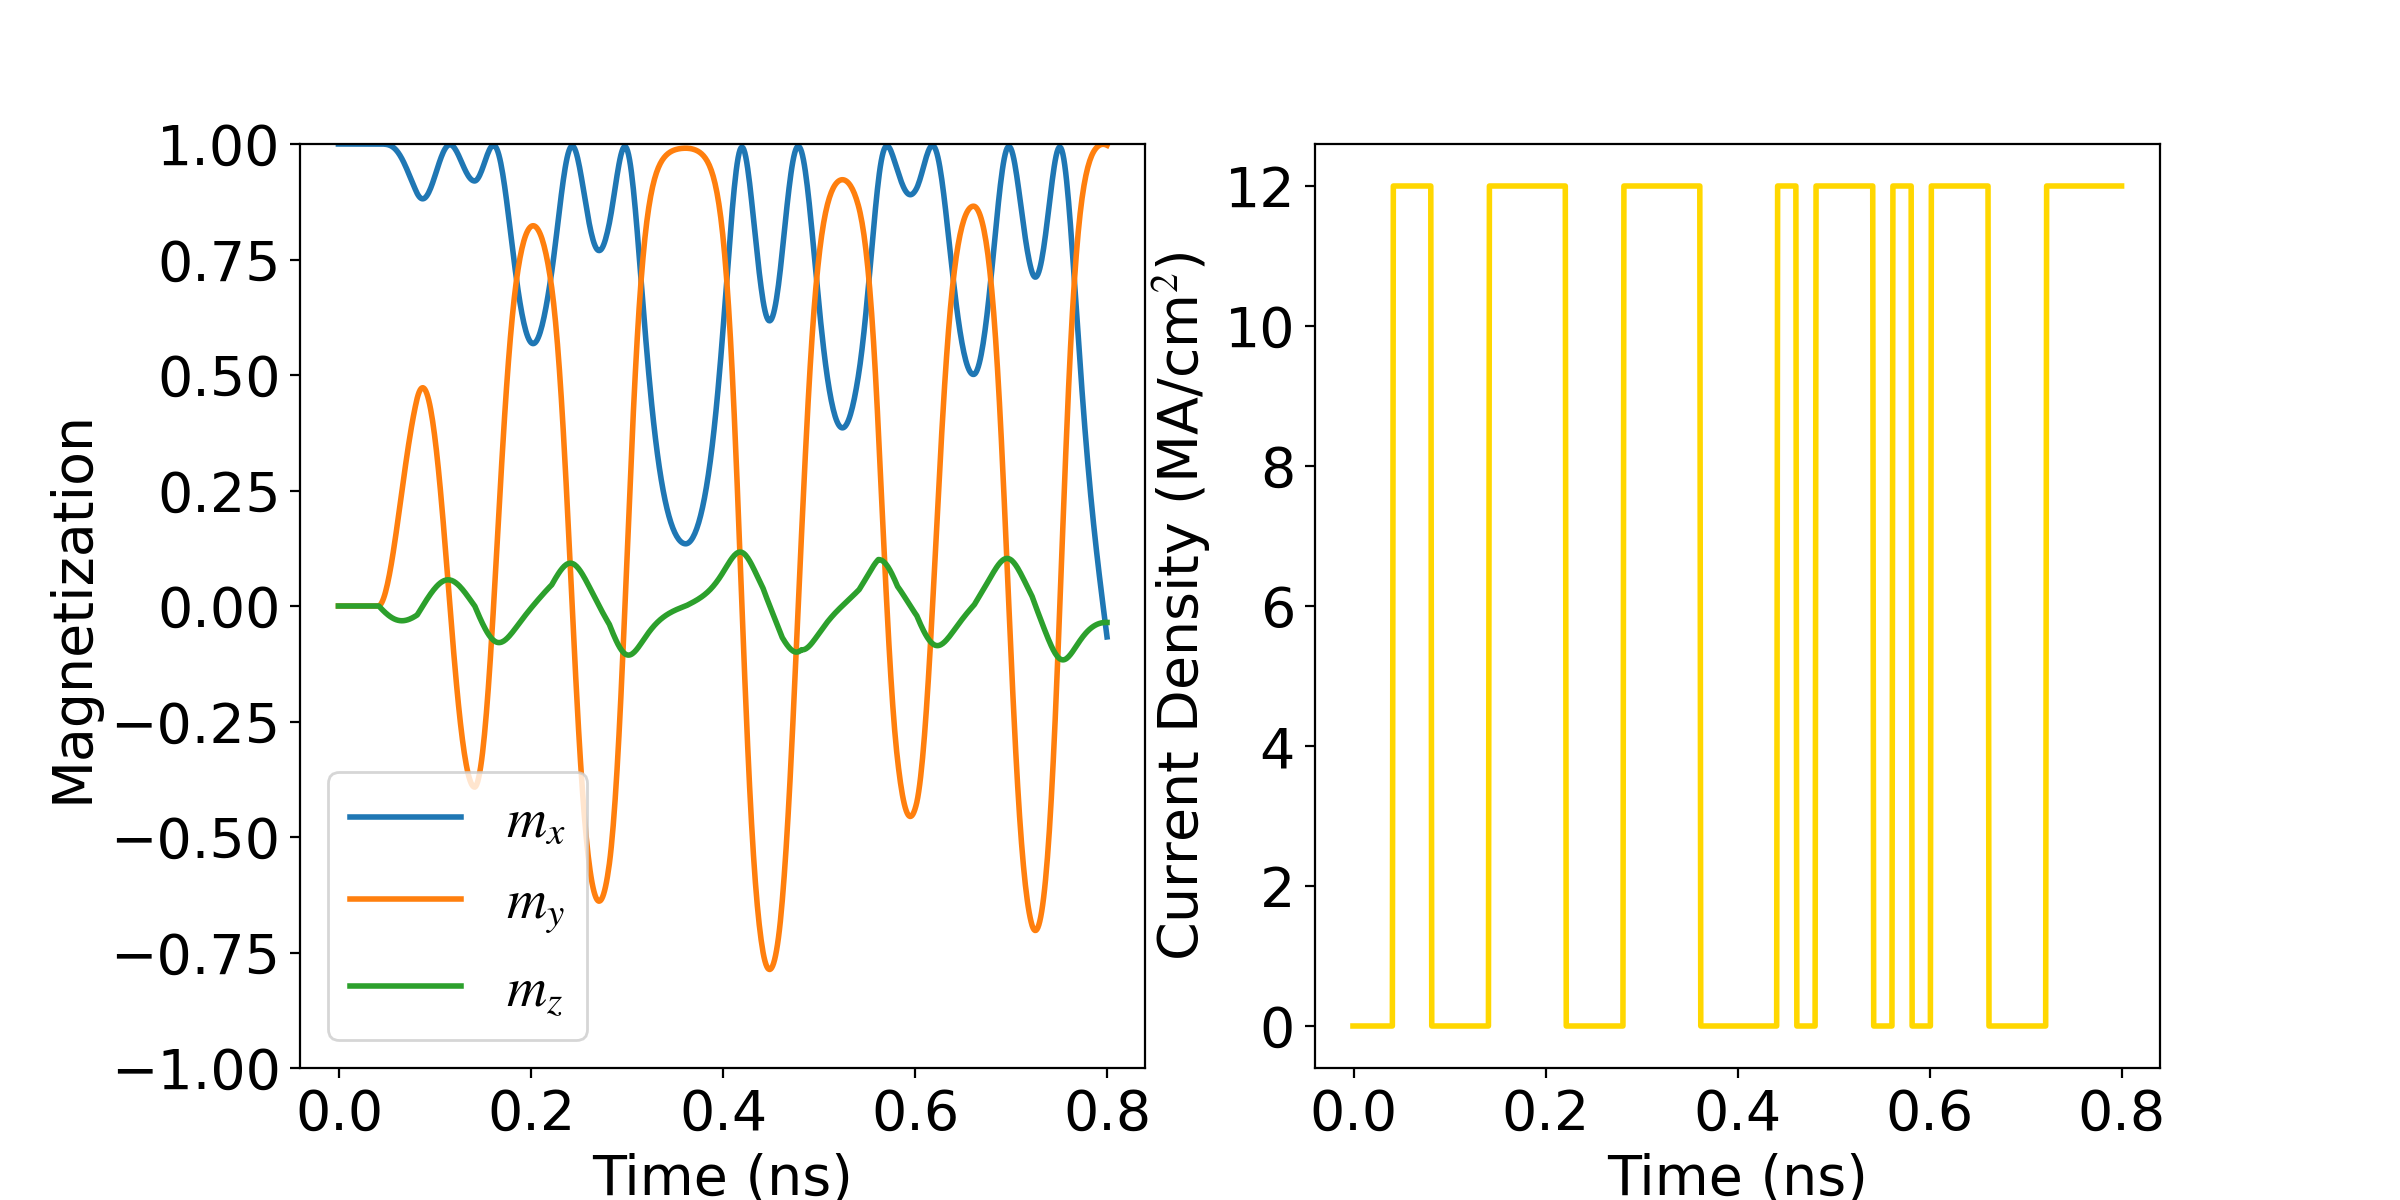 Magnetization
1.00
0.75
0.50
0.25
0.00
−0.25
−0.50
−0.75
−1.00
m_x
m_y
m_z
0.0 0.2 0.4 0.6 0.8
Time (ns)
Current Density (MA/cm²)
12
10
8
6
4
2
0
0.0 0.2 0.4 0.6 0.8
Time (ns)